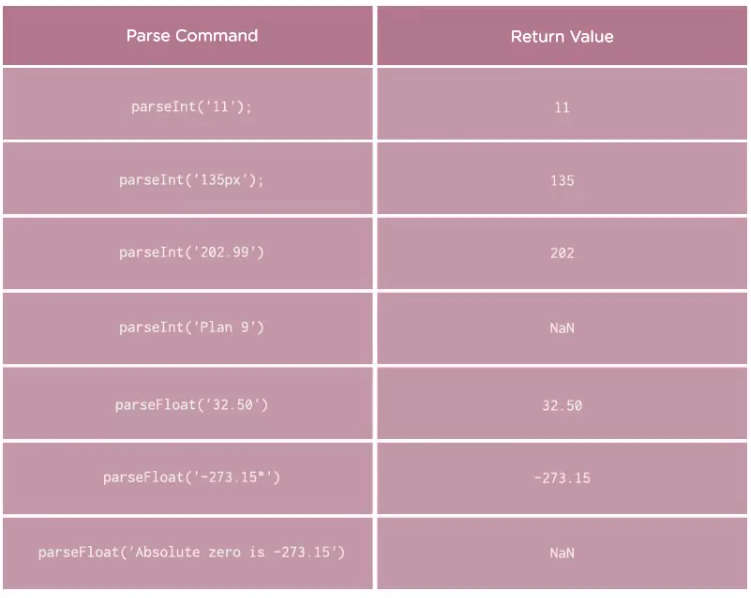 Parse Command Return Value
parseInt('11'); 11
parseInt('135px'); 135
parseInt('202.99') 202
parseInt('Plan 9') NaN
parseFloat('32.50') 32.50
parseFloat('-273.15°') -273.15
parseFloat('Absolute zero is -273.15') NaN